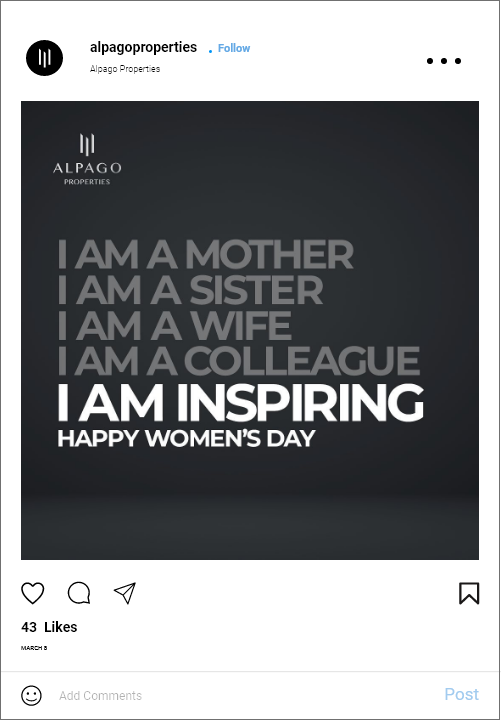 alpagoproperties • Follow
Alpago Properties
ALPAGO
PROPERTIES
I AM A MOTHER
I AM A SISTER
I AM A WIFE
I AM A COLLEAGUE
I AM INSPIRING
HAPPY WOMEN'S DAY
43 Likes
MARCH 8
Add Comments
Post